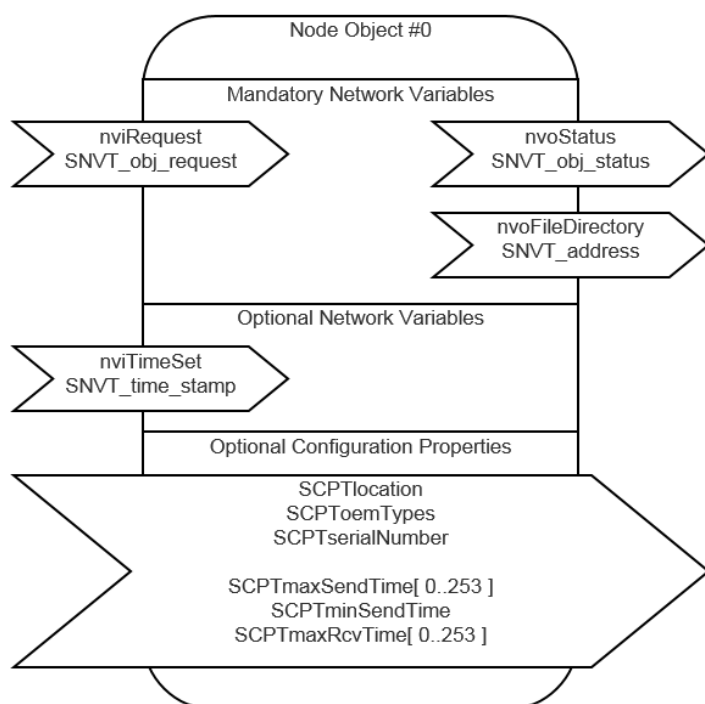 Node Object #0
Mandatory Network Variables
nviRequest
SNVT_obj_request
nvoStatus
SNVT_obj_status
nvoFileDirectory
SNVT_address
Optional Network Variables
nviTimeSet
SNVT_time_stamp
Optional Configuration Properties
SCPTlocation
SCPToemTypes
SCPTserialNumber
SCPTmaxSendTime[ 0..253 ]
SCPTminSendTime
SCPTmaxRcvTime[ 0..253 ]